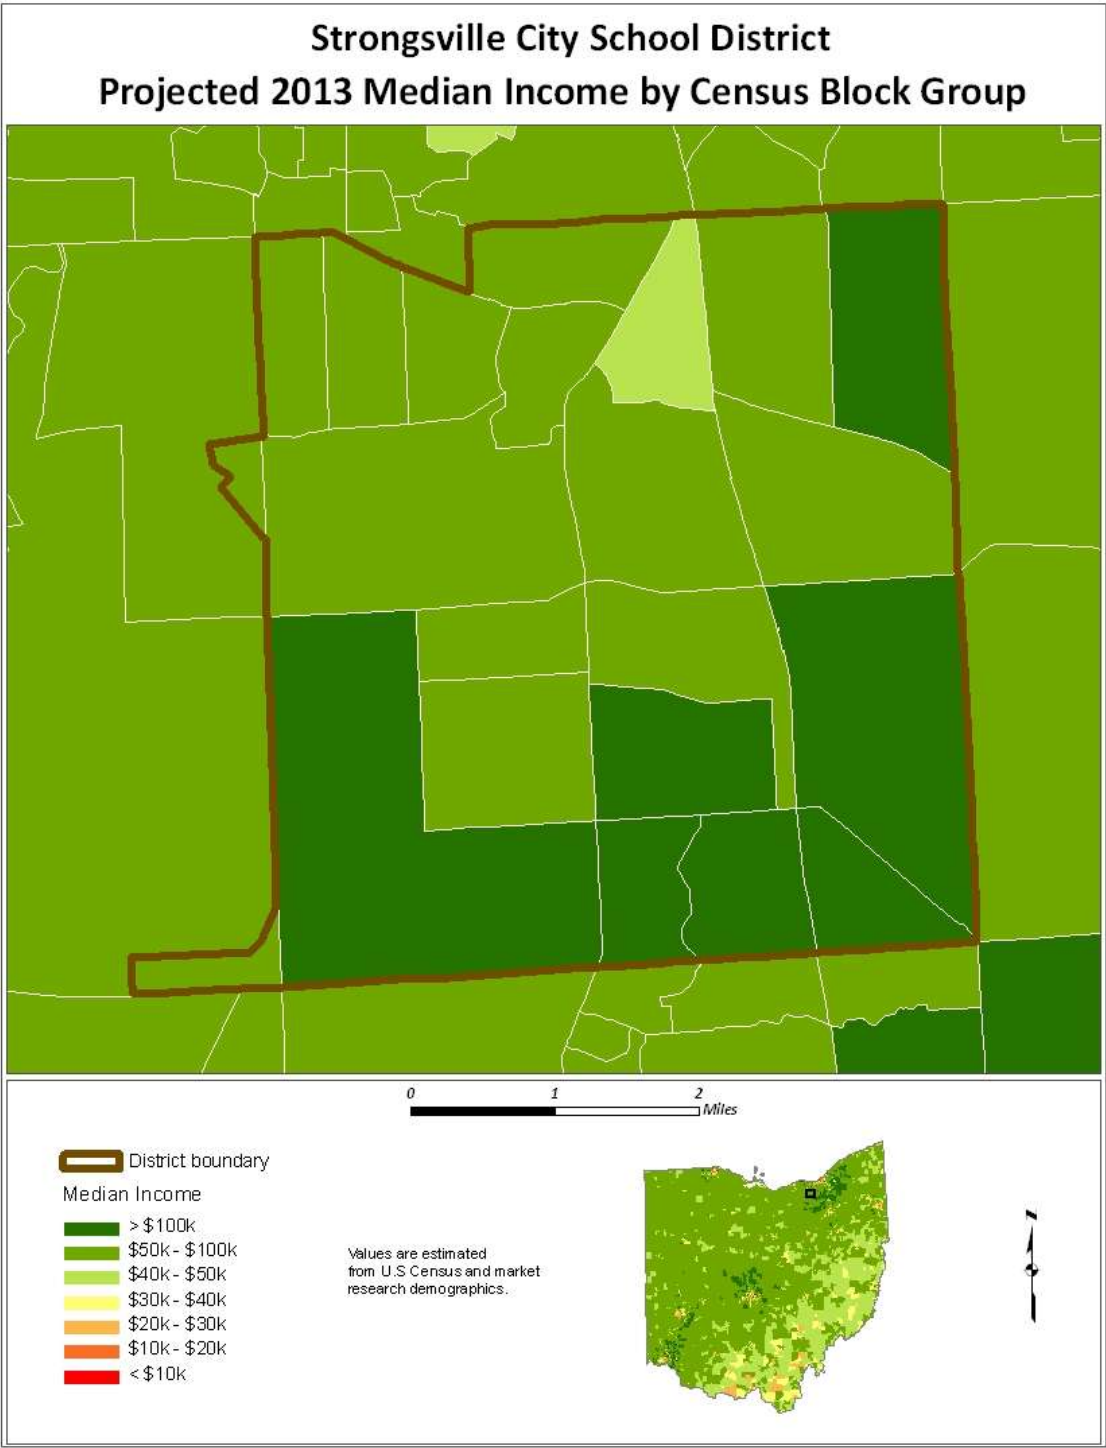 Strongsville City School District
Projected 2013 Median Income by Census Block Group
0 1 2
Miles
District boundary
Median Income
> $100k
$50k - $100k
$40k - $50k
$30k - $40k
$20k - $30k
$10k - $20k
< $10k
Values are estimated
from U.S Census and market
research demographics.
N